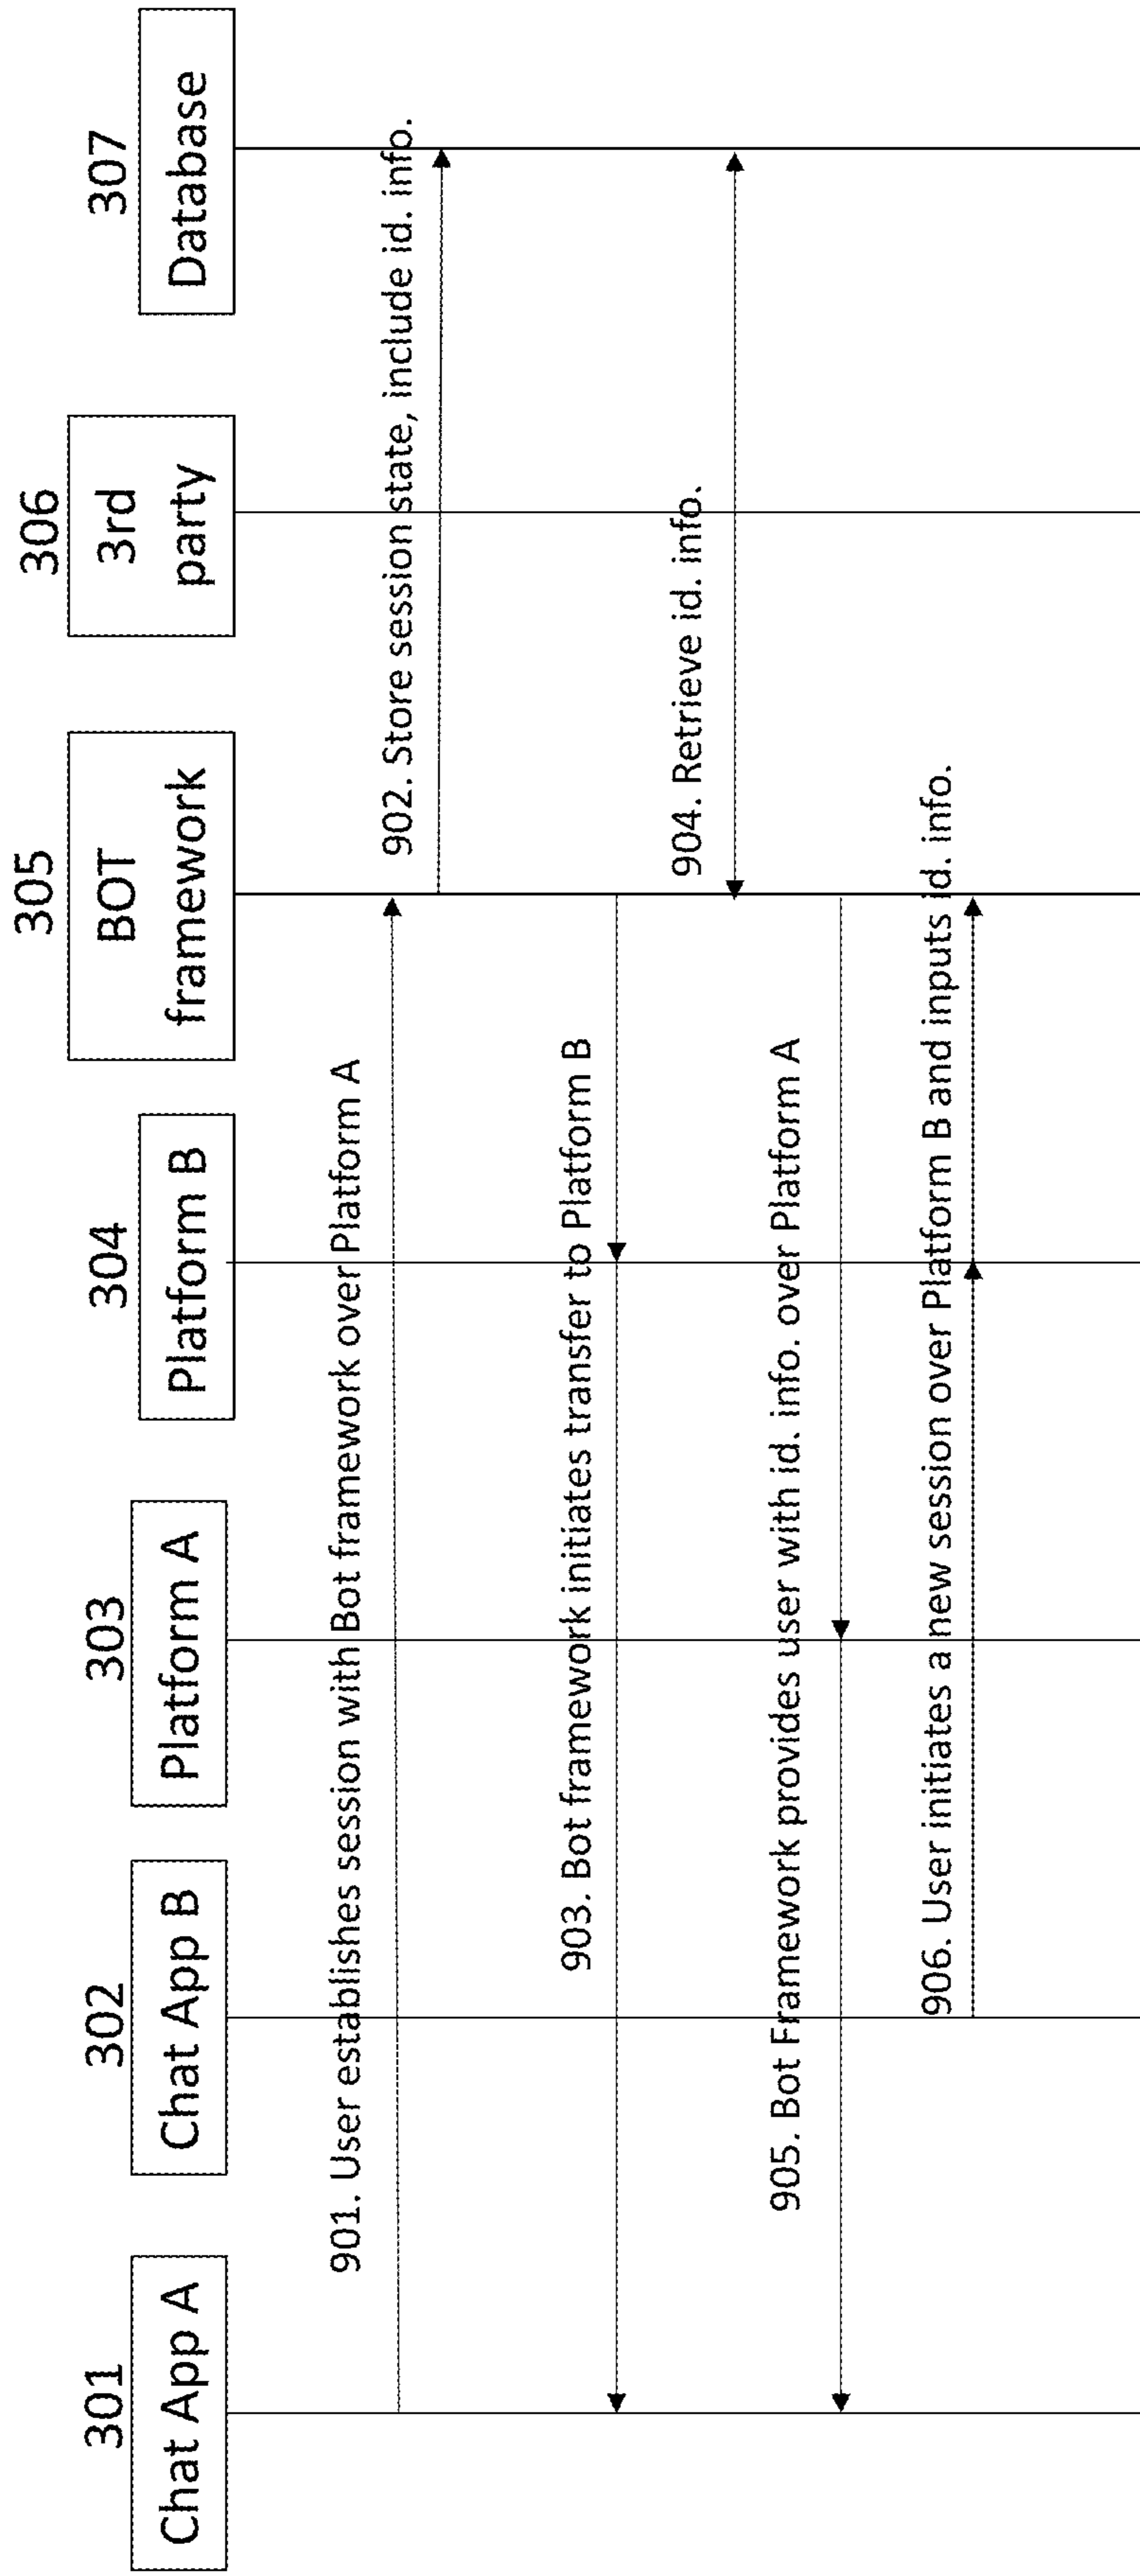 301
Chat App A
302
Chat App B
303
Platform A
304
Platform B
305
BOT
framework
306
3rd
party
307
Database
901. User establishes session with Bot framework over Platform A
902. Store session state, include id. info.
903. Bot framework initiates transfer to Platform B
904. Retrieve id. info.
905. Bot Framework provides user with id. info. over Platform A
906. User initiates a new session over Platform B and inputs id. info.